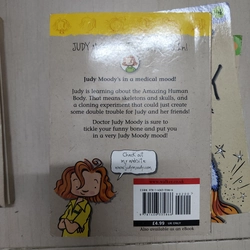 JUDY
Judy Moody's in a medical mood!
Judy is learning about the Amazing Human
Body. That means skeletons and skulls, and
a cloning experiment that could just create
some double trouble for Judy and her friends!
Doctor Judy Moody is sure to
tickle your funny bone and put you
in a very Judy Moody mood!
Check out
my website
www.judymoody.com
£4.99
Also available as an eBook